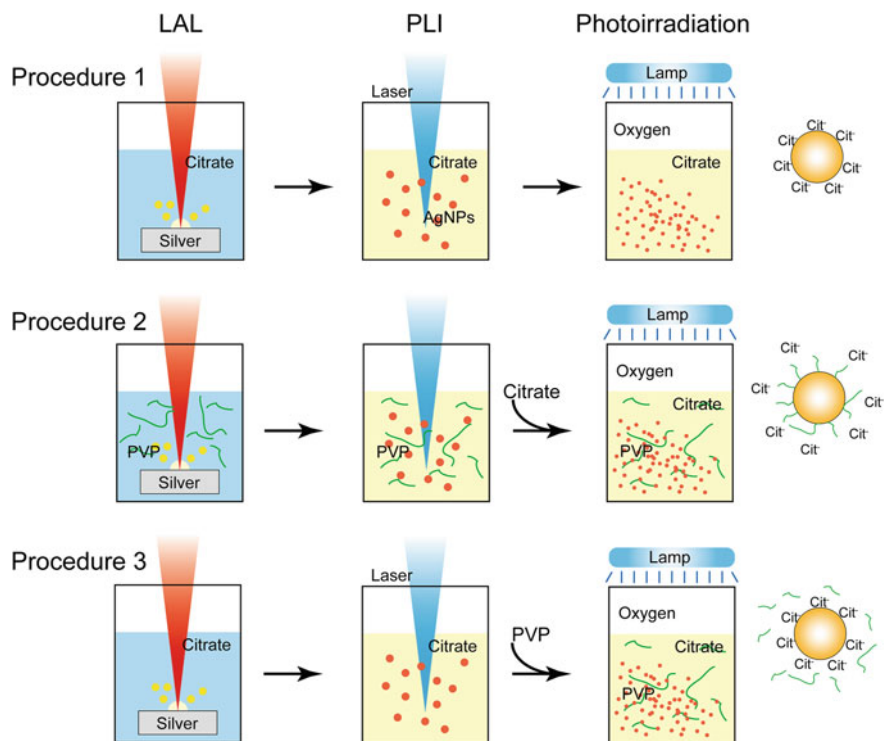 LAL PLI Photoirradiation
Procedure 1
Laser
Lamp
Citrate
Citrate
AgNPs
Oxygen
Citrate
Silver
Cit-
Cit- Cit-
Cit- Cit-
Cit- Cit-
Procedure 2
Lamp
PVP
Silver
PVP
Citrate
Oxygen
Citrate
PVP
Cit-
Cit-
Cit-
Cit-
Cit-
Cit-
Cit-
Cit-
Procedure 3
Laser
Lamp
Citrate
Silver
Citrate
PVP
Oxygen
Citrate
PVP
Cit-
Cit- Cit-
Cit- Cit-
Cit- Cit-